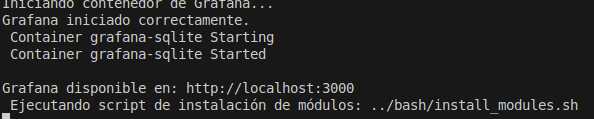 Iniciando contenedor de Grafana...
Grafana iniciado correctamente.
Container grafana-sqlite Starting
Container grafana-sqlite Started
Grafana disponible en: http://localhost:3000
Ejecutando script de instalación de módulos: ../bash/install_modules.sh